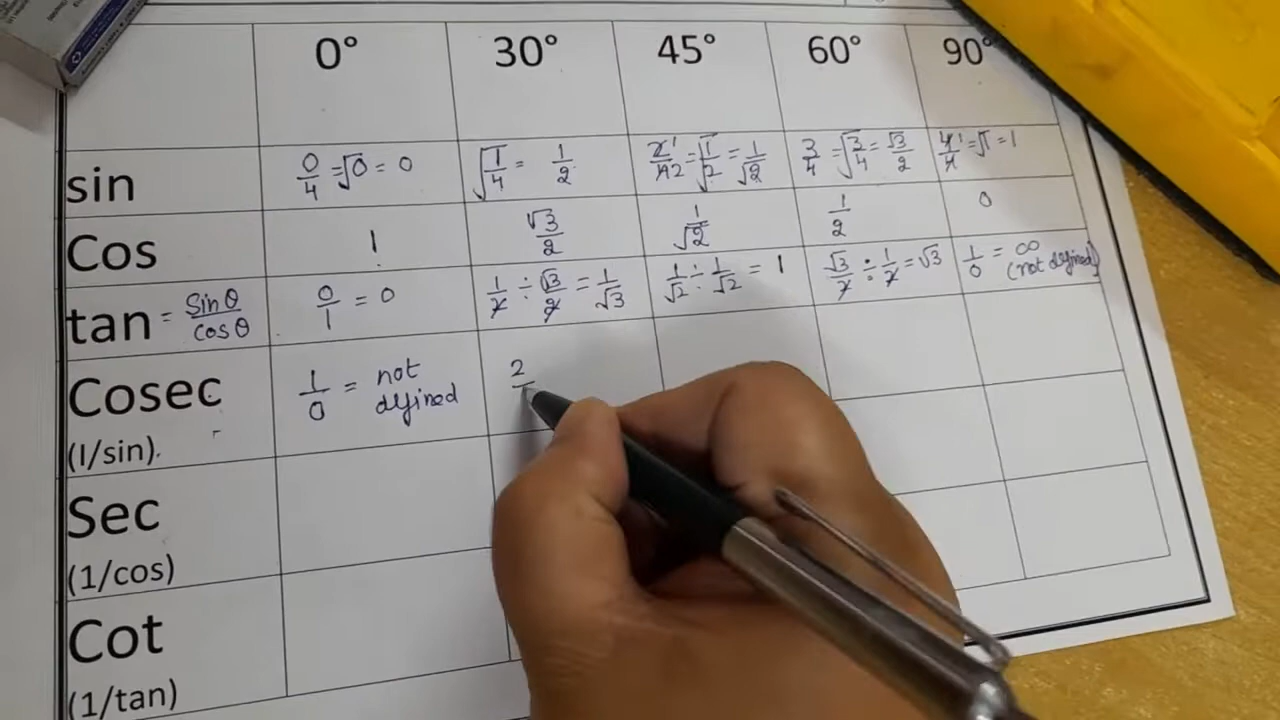 0° 30° 45° 60° 90°
sin 0/4 = √0 = 0 √1/4 = 1/2 2̸1/4̸2 = √1/2 = 1/√2 3/4 = √3/4 = √3/2 4̸1/4̸ = √1 = 1
Cos 1 √3/2 1/√2 1/2 0
tan = Sinθ/cosθ 0/1 = 0 1/2̸ ÷ √3/2̸ = 1/√3 1/√2 ÷ 1/√2 = 1 √3/2̸ ÷ 1/2̸ = √3 1/0 = ∞ (not defined)
Cosec 1/0 = not defined 2
(1/sin).
Sec
(1/cos)
Cot
(1/tan)